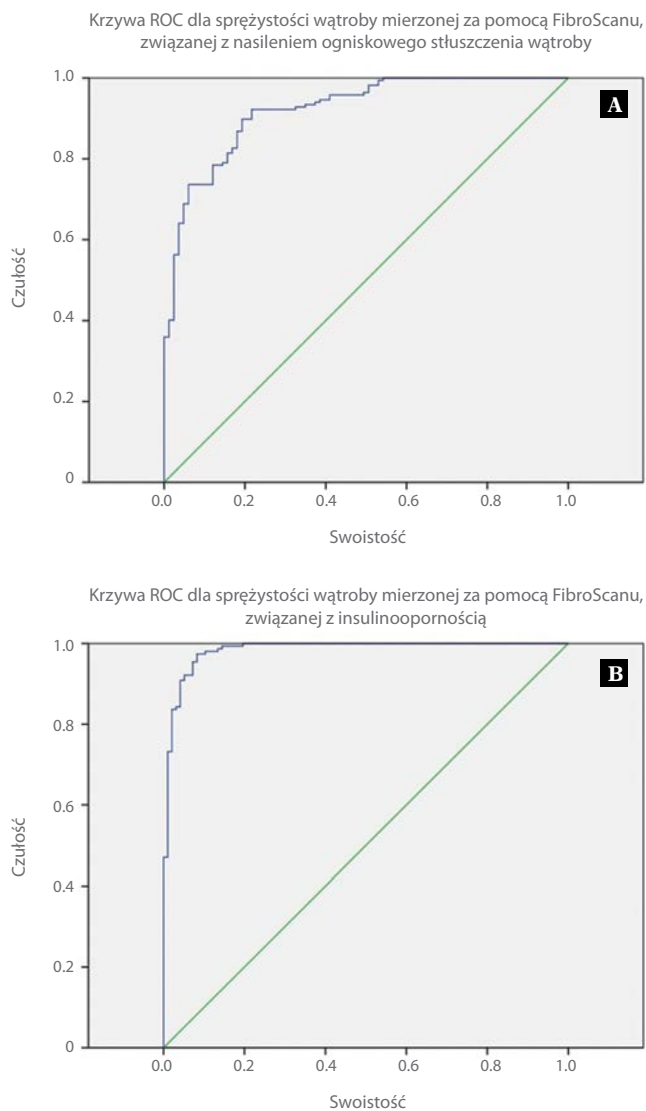 Krzywa ROC dla sprężystości wątroby mierzonej za pomocą FibroScanu,
związanej z nasileniem ogniskowego stłuszczenia wątroby
A
1.0
0.8
0.6
0.4
0.2
0
Czułość
0.0 0.2 0.4 0.6 0.8 1.0
Swoistość
Krzywa ROC dla sprężystości wątroby mierzonej za pomocą FibroScanu,
związanej z insulinoopornością
B
1.0
0.8
0.6
0.4
0.2
0
Czułość
0.0 0.2 0.4 0.6 0.8 1.0
Swoistość